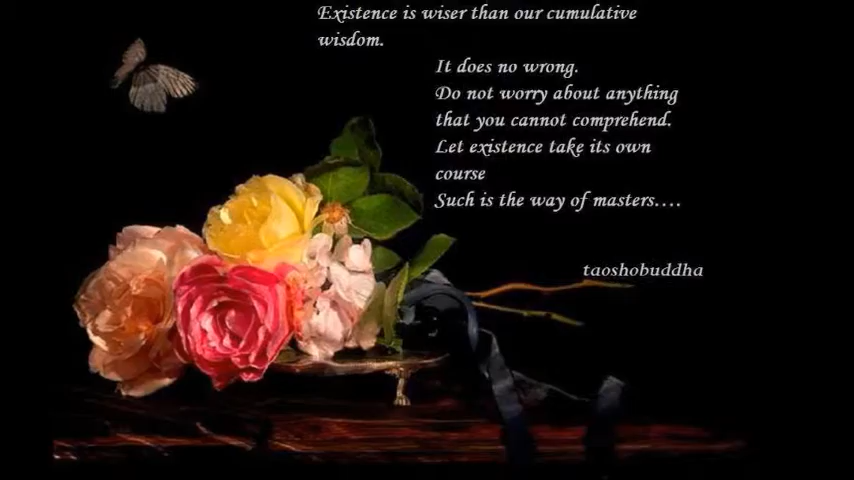 Existence is wiser than our cumulative
wisdom.
It does no wrong.
Do not worry about anything
that you cannot comprehend.
Let existence take its own
course
Such is the way of masters….
taoshobuddha